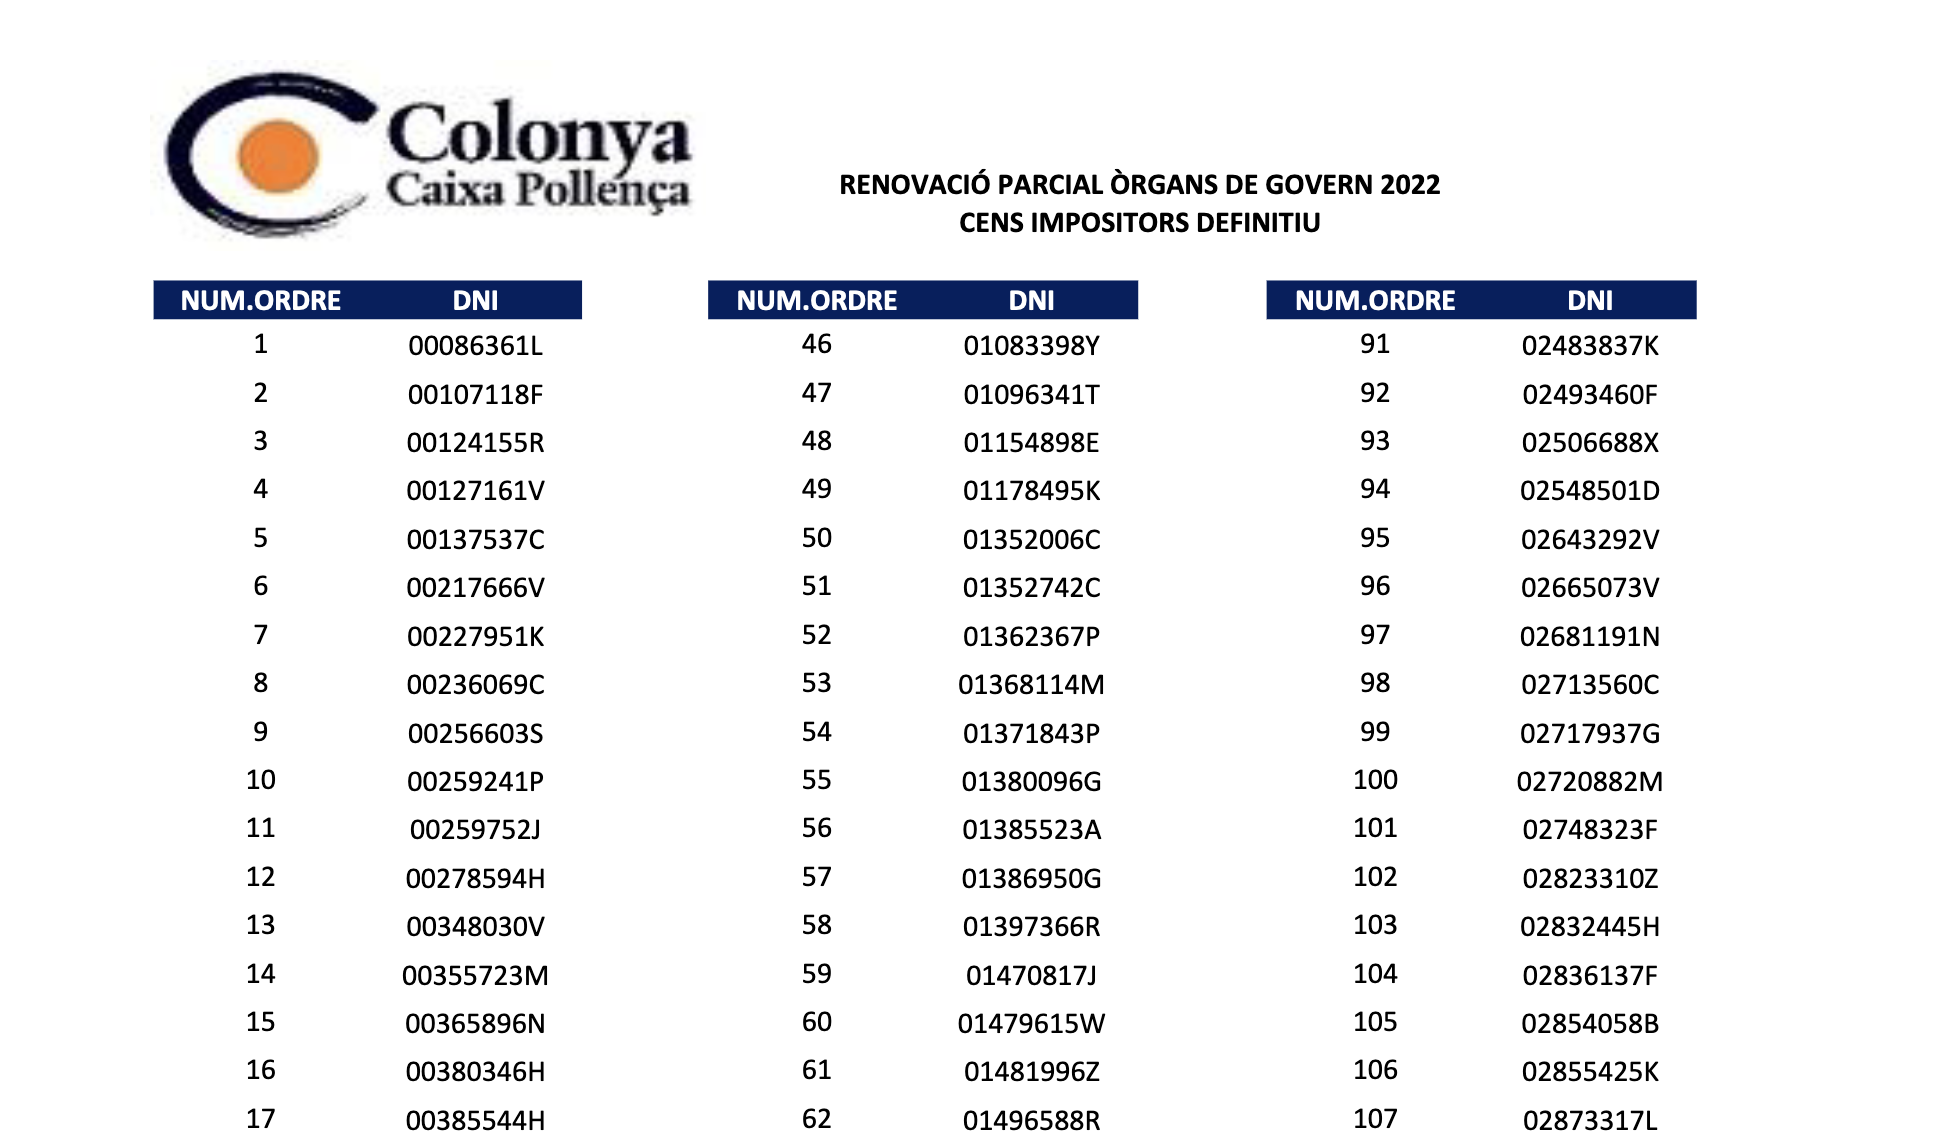 Colonya
Caixa Pollença
RENOVACIÓ PARCIAL ÒRGANS DE GOVERN 2022
CENS IMPOSITORS DEFINITIU
NUM.ORDRE DNI NUM.ORDRE DNI NUM.ORDRE DNI
1 00086361L 46 01083398Y 91 02483837K
2 00107118F 47 01096341T 92 02493460F
3 00124155R 48 01154898E 93 02506688X
4 00127161V 49 01178495K 94 02548501D
5 00137537C 50 01352006C 95 02643292V
6 00217666V 51 01352742C 96 02665073V
7 00227951K 52 01362367P 97 02681191N
8 00236069C 53 01368114M 98 02713560C
9 00256603S 54 01371843P 99 02717937G
10 00259241P 55 01380096G 100 02720882M
11 00259752J 56 01385523A 101 02748323F
12 00278594H 57 01386950G 102 02823310Z
13 00348030V 58 01397366R 103 02832445H
14 00355723M 59 01470817J 104 02836137F
15 00365896N 60 01479615W 105 02854058B
16 00380346H 61 01481996Z 106 02855425K
17 00385544H 62 01496588R 107 02873317L